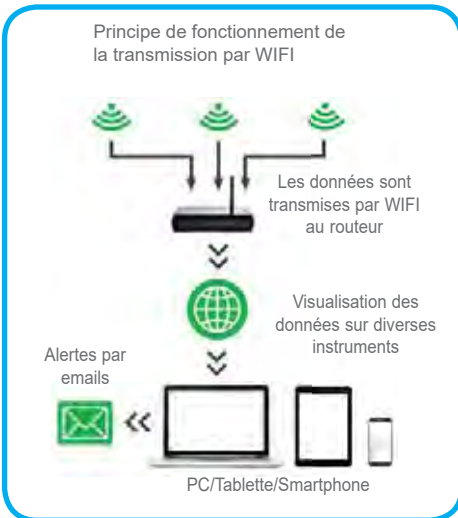 Principe de fonctionnement de
la transmission par WIFI
Les données sont
transmises par WIFI
au routeur
Visualisation des
données sur diverses
instruments
Alertes par
emails
PC/Tablette/Smartphone